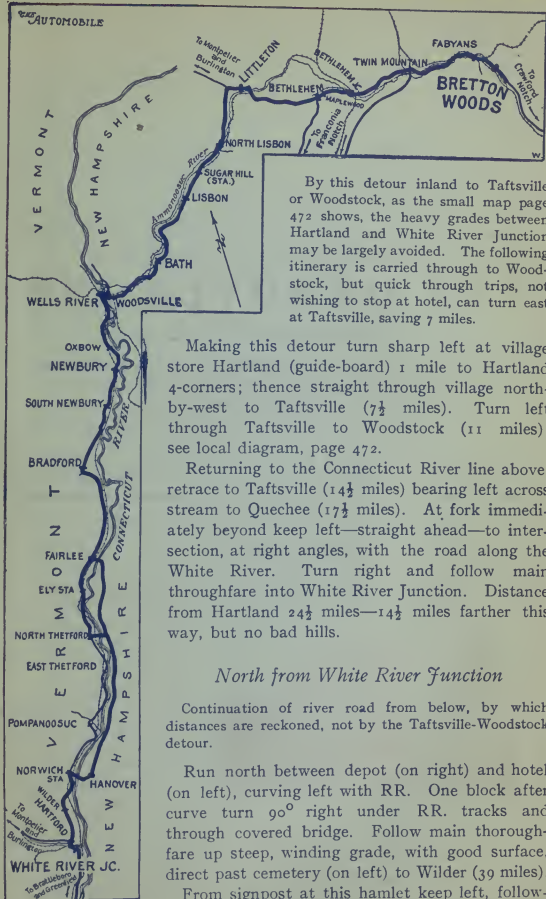 THE AUTOMOBILE
To Montpelier and Burlington
LITTLETON
BETHLEHEM
BETHLEHEM JC.
MAPLEWOOD
To Franconia Notch
TWIN MOUNTAIN
FABYANS
BRETTON WOODS
To Crawford Notch
W.
VERMONT
NEW HAMPSHIRE
NORTH LISBON
SUGAR HILL (STA.)
Ammonoosuc River
LISBON
BATH
WELLS RIVER
WOODSVILLE
OXBOW
NEWBURY
SOUTH NEWBURY
RIVER
BRADFORD
CONNECTICUT
FAIRLEE
ELY STA
NORTH THETFORD
EAST THETFORD
VERMONT
NEW HAMPSHIRE
POMPANOOSUC
NORWICH STA
HANOVER
WILDER
HARTFORD
To Montpelier and Burlington
WHITE RIVER JC.
To Brattleboro and Greenfield
By this detour inland to Taftsville
or Woodstock, as the small map page
472 shows, the heavy grades between
Hartland and White River Junction
may be largely avoided. The following
itinerary is carried through to Wood-
stock, but quick through trips, not
wishing to stop at hotel, can turn east
at Taftsville, saving 7 miles.
Making this detour turn sharp left at village
store Hartland (guide-board) 1 mile to Hartland
4-corners; thence straight through village north-
by-west to Taftsville (7½ miles). Turn left
through Taftsville to Woodstock (11 miles)
see local diagram, page 472.
Returning to the Connecticut River line above
retrace to Taftsville (14½ miles) bearing left across
stream to Quechee (17½ miles). At fork immedi-
ately beyond keep left—straight ahead—to inter-
section, at right angles, with the road along the
White River. Turn right and follow main
throughfare into White River Junction. Distance
from Hartland 24½ miles—14½ miles farther this
way, but no bad hills.
North from White River Junction
Continuation of river road from below, by which
distances are reckoned, not by the Taftsville-Woodstock
detour.
Run north between depot (on right) and hotel
(on left), curving left with RR. One block after
curve turn 90° right under RR. tracks and
through covered bridge. Follow main thorough-
fare up steep, winding grade, with good surface,
direct past cemetery (on left) to Wilder (39 miles)
From signpost at this hamlet keep left, follow-